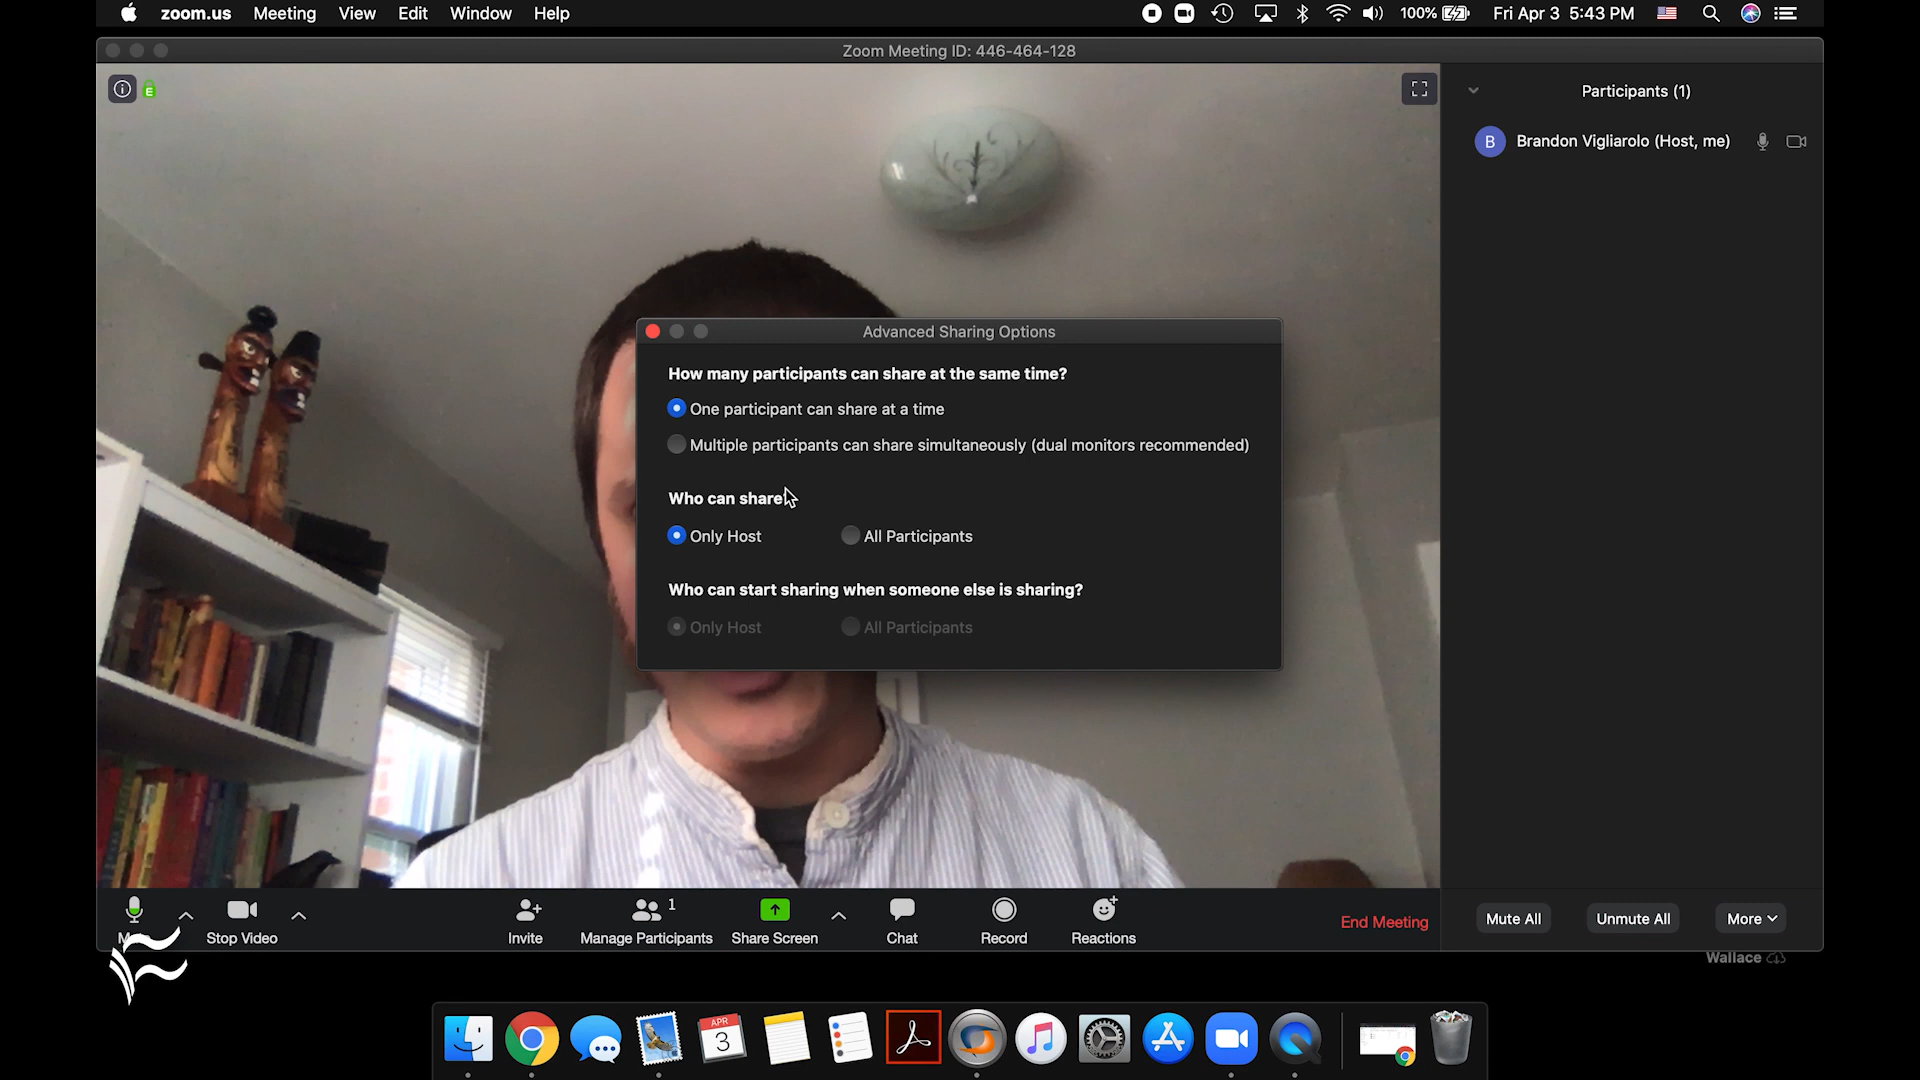 zoom.us Meeting View Edit Window Help 100% Fri Apr 3 5:43 PM
Zoom Meeting ID: 446-464-128
E
Participants (1)
B Brandon Vigliarolo (Host, me)
Advanced Sharing Options
How many participants can share at the same time?
One participant can share at a time
Multiple participants can share simultaneously (dual monitors recommended)
Who can share
Only Host All Participants
Who can start sharing when someone else is sharing?
Only Host All Participants
1
Stop Video Invite Manage Participants Share Screen Chat Record Reactions
End Meeting
Mute All Unmute All More
Wallace
APR
3